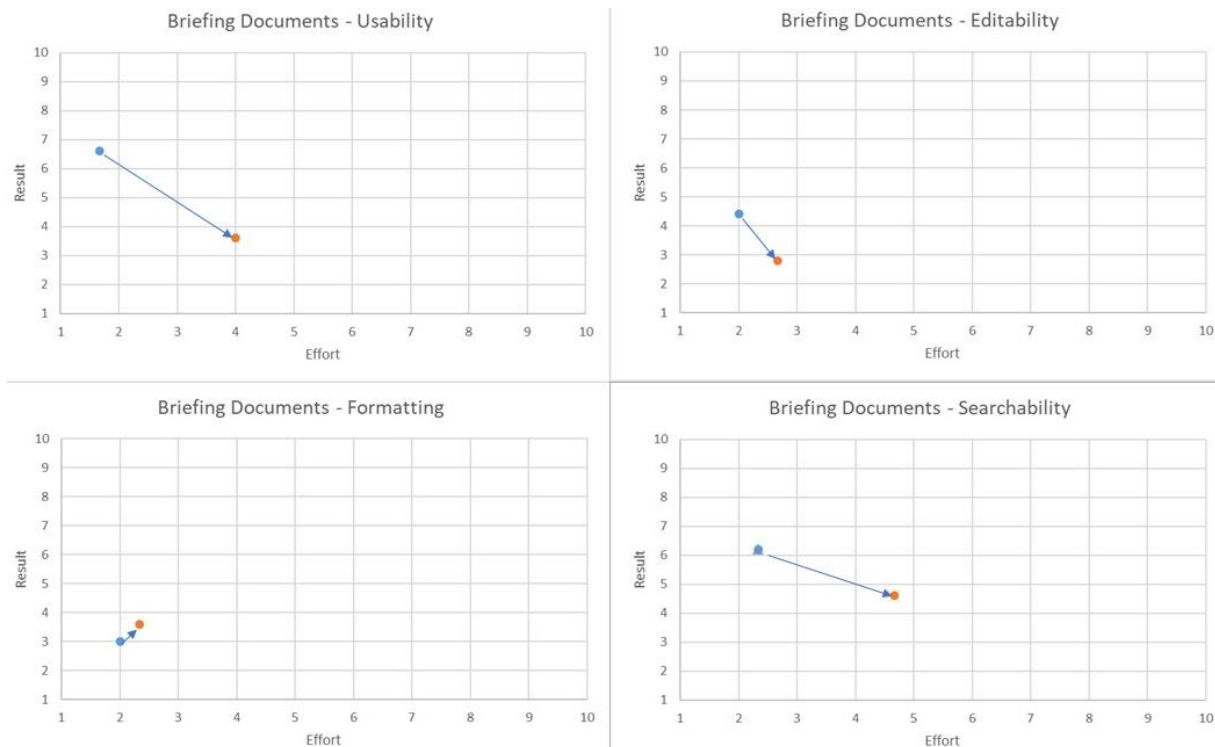 Briefing Documents - Usability
10
9
8
7
6
5
4
3
2
1
Result
1 2 3 4 5 6 7 8 9 10
Effort
Briefing Documents - Editability
10
9
8
7
6
5
4
3
2
1
Result
1 2 3 4 5 6 7 8 9 10
Effort
Briefing Documents - Formatting
10
9
8
7
6
5
4
3
2
1
Result
1 2 3 4 5 6 7 8 9 10
Effort
Briefing Documents - Searchability
10
9
8
7
6
5
4
3
2
1
Result
1 2 3 4 5 6 7 8 9 10
Effort